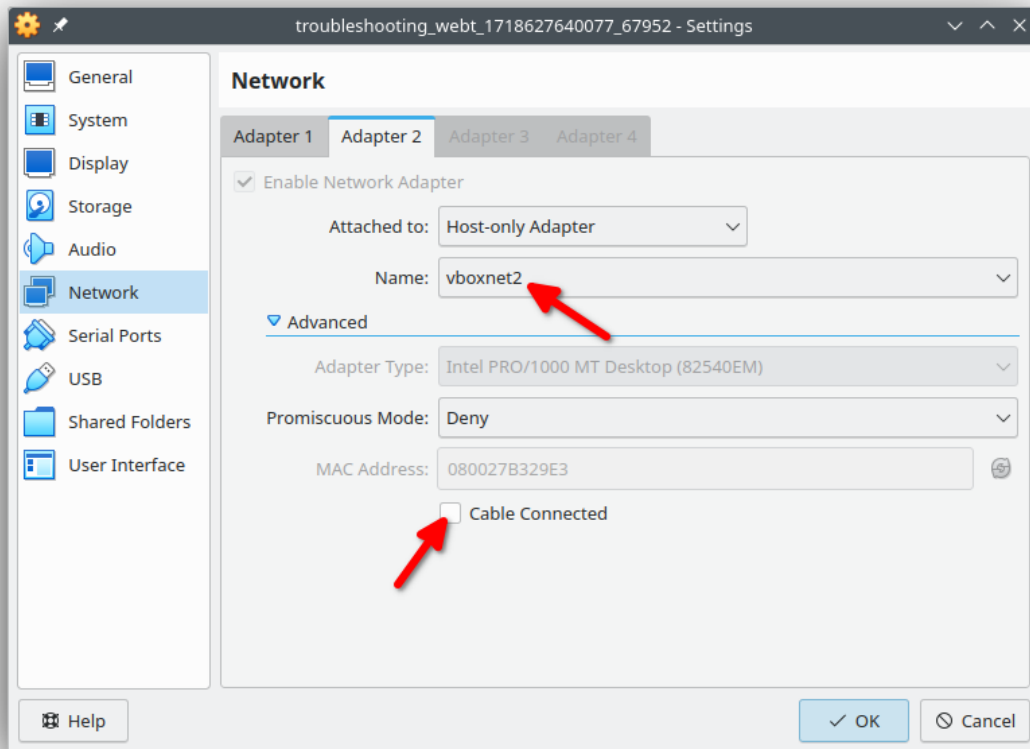 troubleshooting_webt_1718627640077_67952 - Settings
General
System
Display
Storage
Audio
Network
Serial Ports
USB
Shared Folders
User Interface
Network
Adapter 1 Adapter 2 Adapter 3 Adapter 4
Enable Network Adapter
Attached to: Host-only Adapter
Name: vboxnet2
Advanced
Adapter Type: Intel PRO/1000 MT Desktop (82540EM)
Promiscuous Mode: Deny
MAC Address: 080027B329E3
Cable Connected
Help OK Cancel